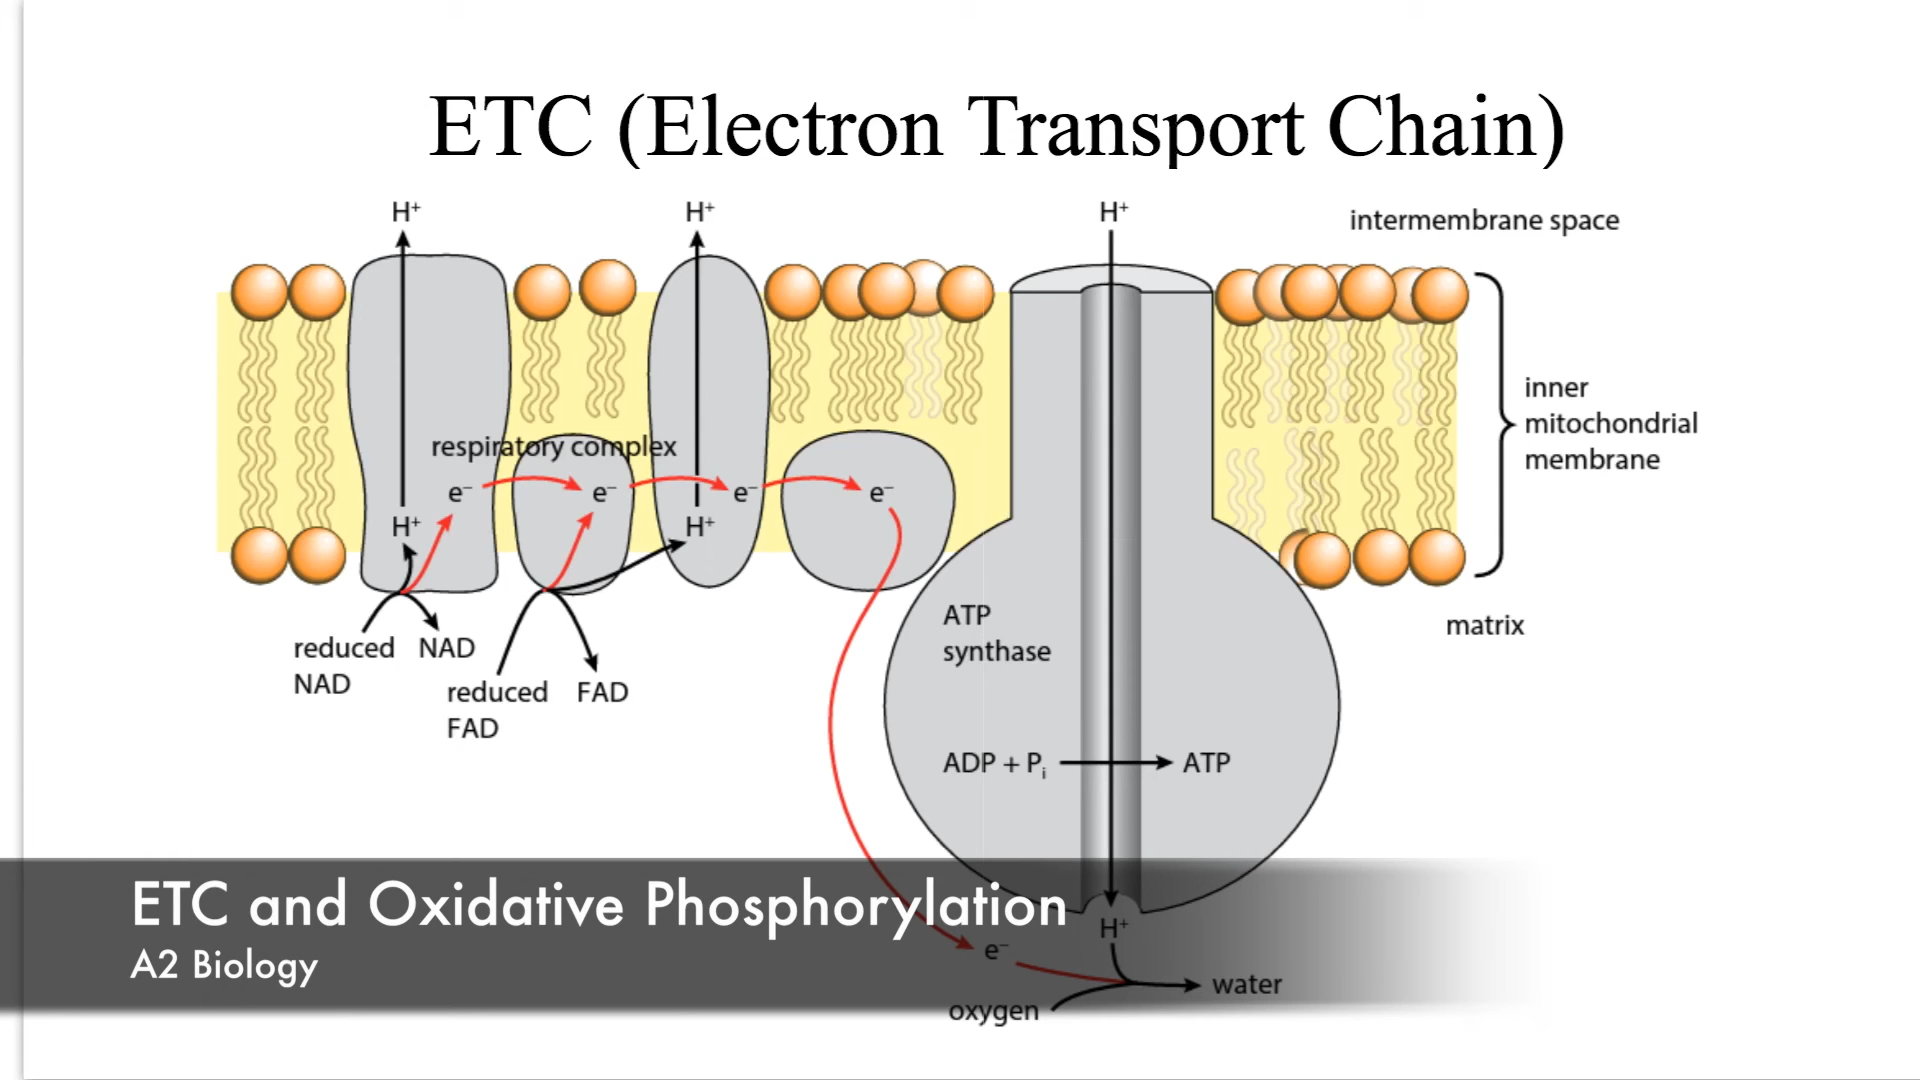 ETC (Electron Transport Chain)
H⁺
H⁺
H⁺
intermembrane space
inner
mitochondrial
membrane
respiratory complex
e⁻
e⁻
e⁻
e⁻
H⁺
H⁺
matrix
reduced
NAD
NAD
reduced
FAD
FAD
ATP
synthase
ADP + Pᵢ
ATP
ETC and Oxidative Phosphorylation
A2 Biology
H⁺
e⁻
water
oxygen